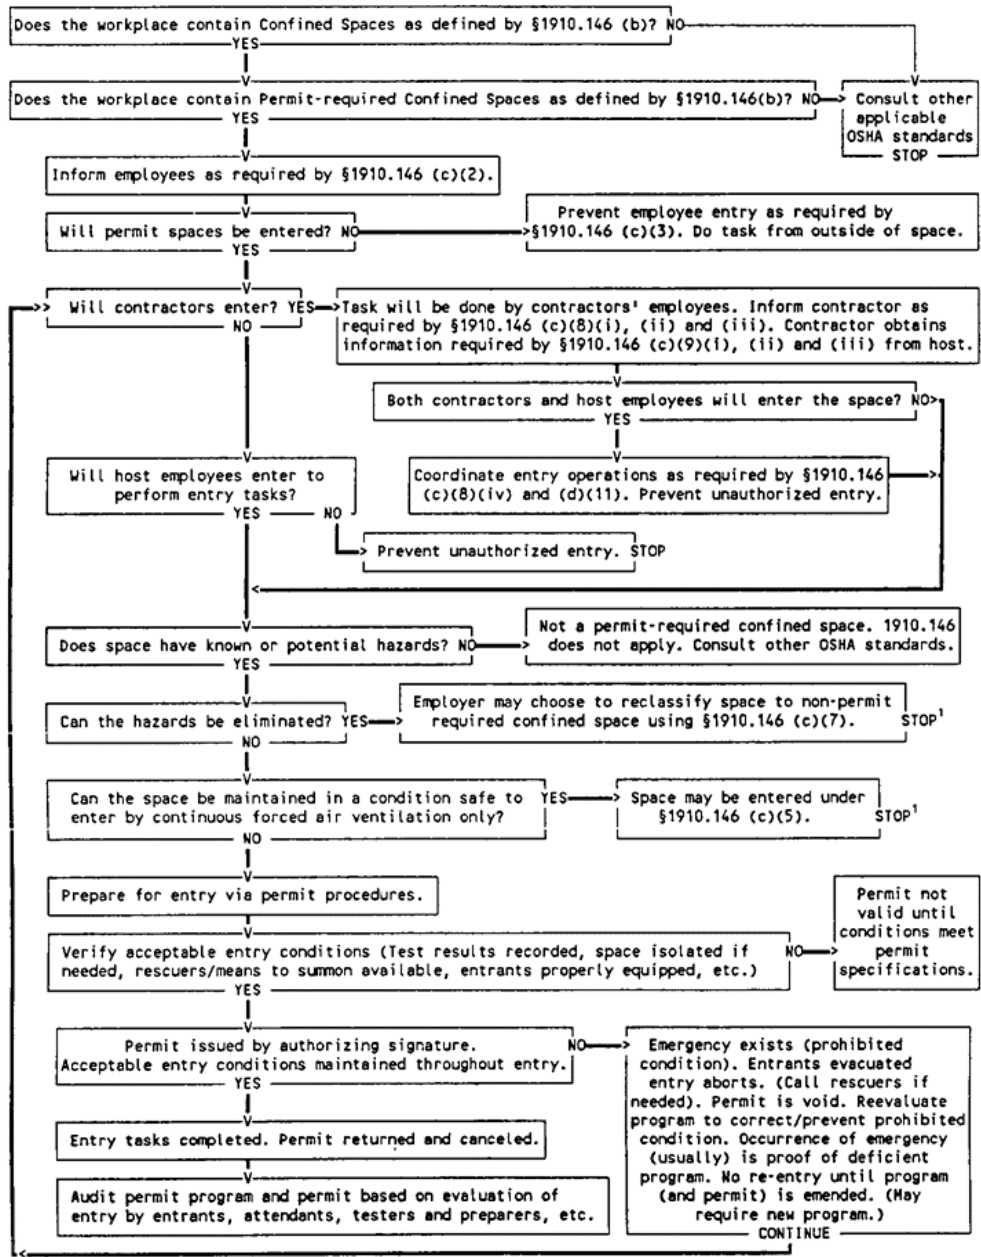 Does the workplace contain Confined Spaces as defined by §1910.146 (b)? NO
YES
Does the workplace contain Permit-required Confined Spaces as defined by §1910.146(b)? NO
YES
Consult other
applicable
OSHA standards
STOP
Inform employees as required by §1910.146 (c)(2).
Will permit spaces be entered? NO
YES
Prevent employee entry as required by
§1910.146 (c)(3). Do task from outside of space.
Will contractors enter? YES
NO
Task will be done by contractors' employees. Inform contractor as
required by §1910.146 (c)(8)(i), (ii) and (iii). Contractor obtains
information required by §1910.146 (c)(9)(i), (ii) and (iii) from host.
Both contractors and host employees will enter the space? NO
YES
Coordinate entry operations as required by §1910.146
(c)(8)(iv) and (d)(11). Prevent unauthorized entry.
Will host employees enter to
perform entry tasks?
YES NO
Prevent unauthorized entry. STOP
Does space have known or potential hazards? NO
YES
Not a permit-required confined space. 1910.146
does not apply. Consult other OSHA standards.
Can the hazards be eliminated? YES
NO
Employer may choose to reclassify space to non-permit
required confined space using §1910.146 (c)(7). STOP¹
Can the space be maintained in a condition safe to YES
enter by continuous forced air ventilation only?
NO
Space may be entered under
§1910.146 (c)(5). STOP¹
Prepare for entry via permit procedures.
Verify acceptable entry conditions (Test results recorded, space isolated if NO
needed, rescuers/means to summon available, entrants properly equipped, etc.)
YES
Permit not
valid until
conditions meet
permit
specifications.
Permit issued by authorizing signature. NO
Acceptable entry conditions maintained throughout entry.
YES
Emergency exists (prohibited
condition). Entrants evacuated
entry aborts. (Call rescuers if
needed). Permit is void. Reevaluate
program to correct/prevent prohibited
condition. Occurrence of emergency
(usually) is proof of deficient
program. No re-entry until program
(and permit) is emended. (May
require new program.)
CONTINUE
Entry tasks completed. Permit returned and canceled.
Audit permit program and permit based on evaluation of
entry by entrants, attendants, testers and preparers, etc.